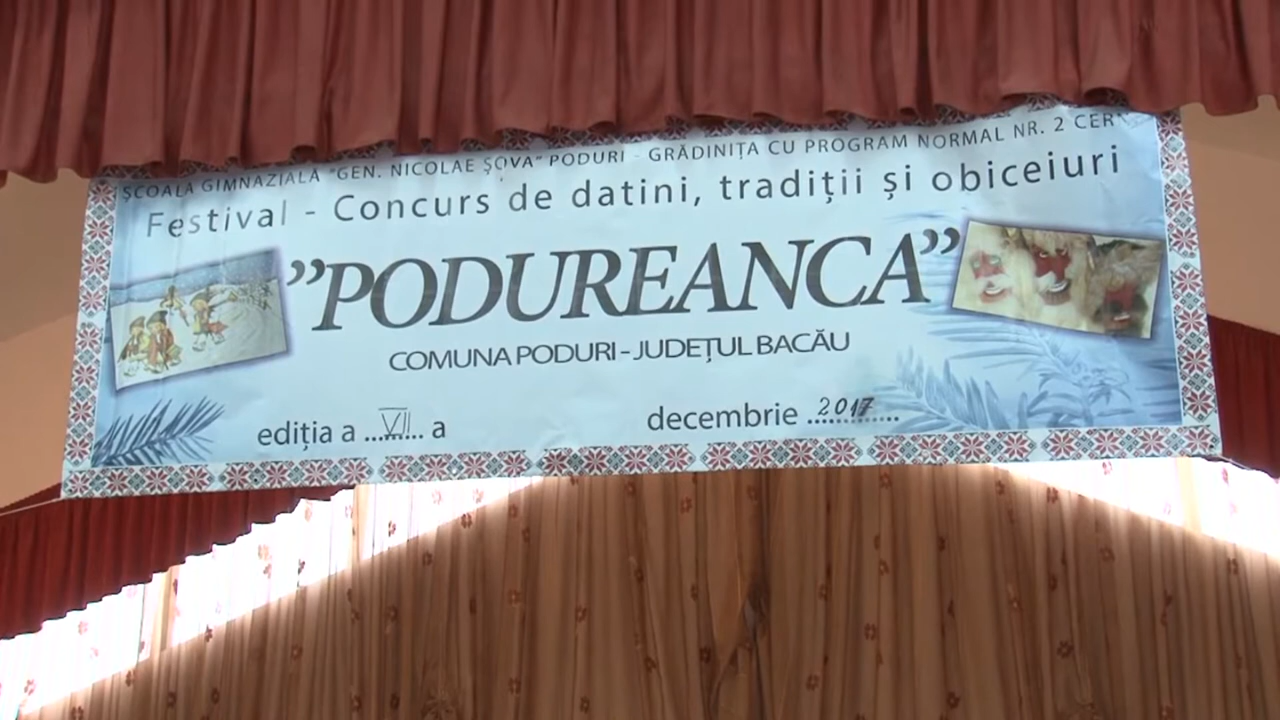 ȘCOALA GIMNAZIALĂ "GEN. NICOLAE ȘOVA" PODURI - GRĂDINIȚA CU PROGRAM NORMAL NR. 2
Festival - Concurs de datini, tradiții și obiceiuri
"PODUREANCA"
COMUNA PODURI - JUDEȚUL BACĂU
ediția a ..VII.. a
decembrie ..2017...